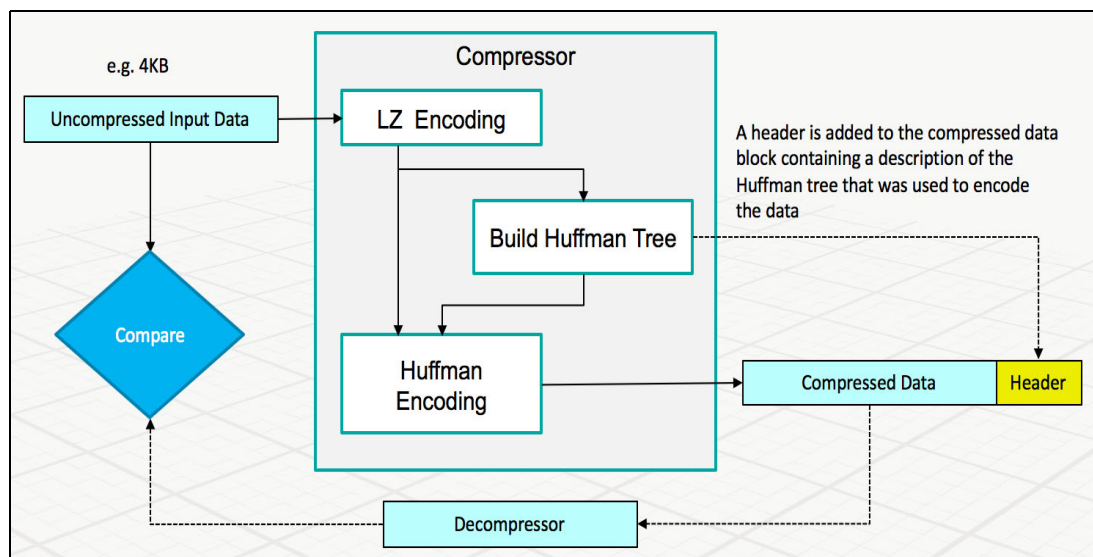 Compressor
e.g. 4KB
Uncompressed Input Data
LZ Encoding
A header is added to the compressed data
block containing a description of the
Huffman tree that was used to encode
the data
Build Huffman Tree
Compare
Huffman
Encoding
Compressed Data
Header
Decompressor